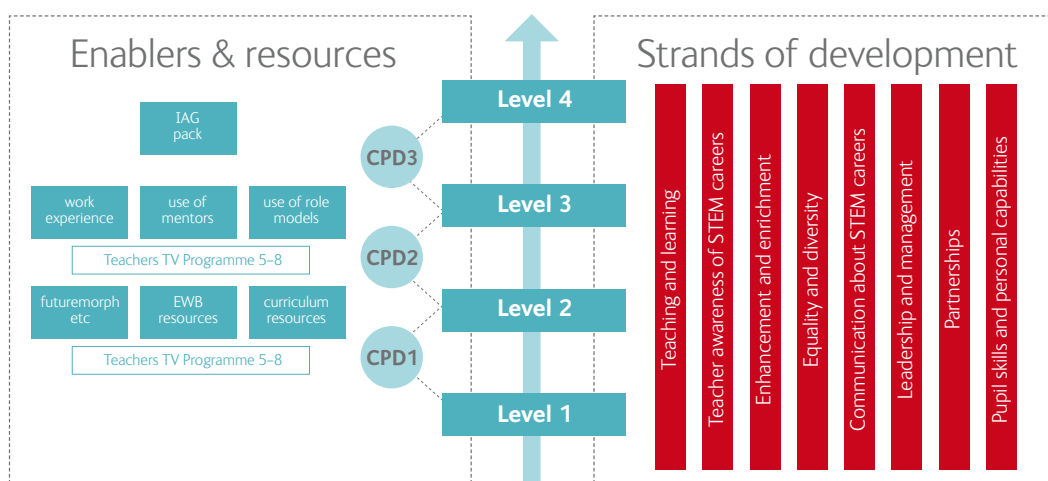 Enablers & resources
IAG
pack
work
experience
use of
mentors
use of role
models
Teachers TV Programme 5–8
futuremorph
etc
EWB
resources
curriculum
resources
Teachers TV Programme 5–8
CPD3
CPD2
CPD1
Level 4
Level 3
Level 2
Level 1
Strands of development
Teaching and learning
Teacher awareness of STEM careers
Enhancement and enrichment
Equality and diversity
Communication about STEM careers
Leadership and management
Partnerships
Pupil skills and personal capabilities